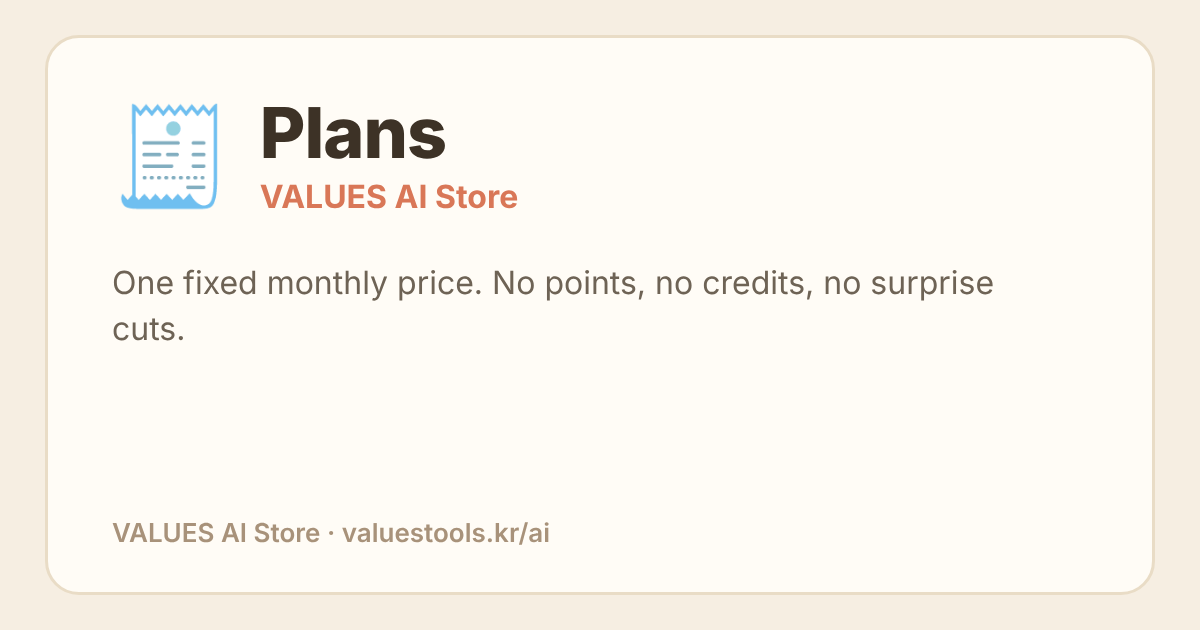 Plans
VALUES AI Store
One fixed monthly price. No points, no credits, no surprise
cuts.
VALUES AI Store · valuestools.kr/ai